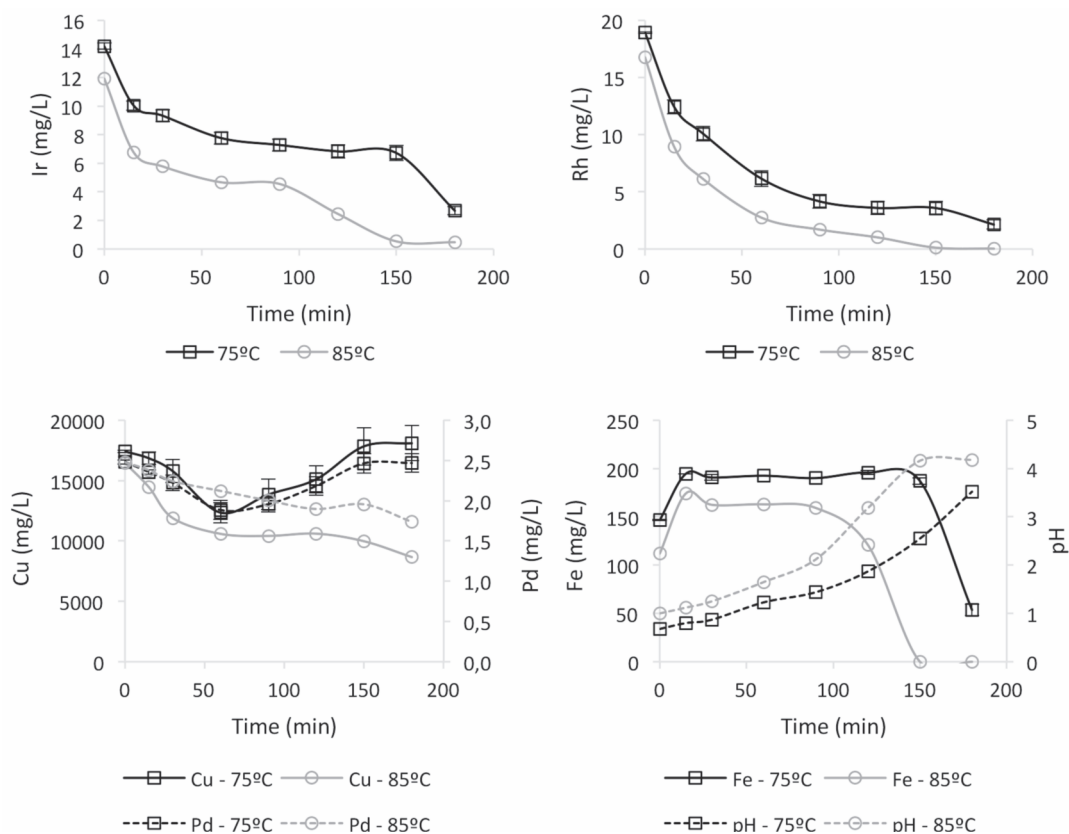 16
14
12
10
8
6
4
2
0
Ir (mg/L)
0 50 100 150 200
Time (min)
75ºC 85ºC
20
15
10
5
0
Rh (mg/L)
0 50 100 150 200
Time (min)
75ºC 85ºC
20000
15000
10000
5000
0
Cu (mg/L)
3,0
2,5
2,0
1,5
1,0
0,5
0,0
Pd (mg/L)
0 50 100 150 200
Time (min)
Cu - 75ºC Cu - 85ºC
Pd - 75ºC Pd - 85ºC
250
200
150
100
50
0
Fe (mg/L)
5
4
3
2
1
0
pH
0 50 100 150 200
Time (min)
Fe - 75ºC Fe - 85ºC
pH - 75ºC pH - 85ºC